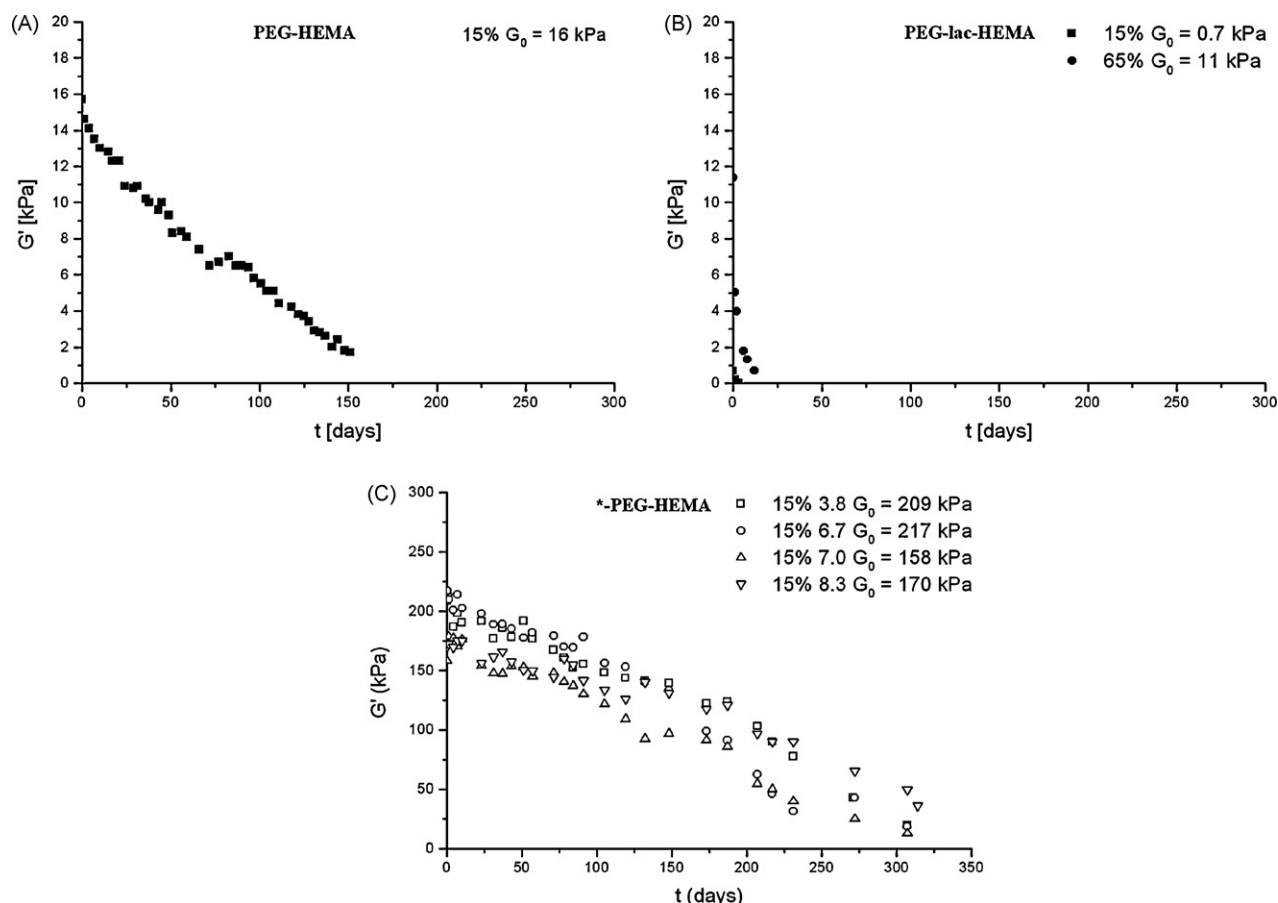 (A)
PEG-HEMA
15% G₀ = 16 kPa
G' [kPa]
20
18
16
14
12
10
8
6
4
2
0
0 50 100 150 200 250 300
t [days]
(B)
PEG-lac-HEMA
15% G₀ = 0.7 kPa
65% G₀ = 11 kPa
G' [kPa]
20
18
16
14
12
10
8
6
4
2
0
0 50 100 150 200 250 300
t [days]
(C)
*-PEG-HEMA
15% 3.8 G₀ = 209 kPa
15% 6.7 G₀ = 217 kPa
15% 7.0 G₀ = 158 kPa
15% 8.3 G₀ = 170 kPa
G' (kPa)
300
250
200
150
100
50
0
0 50 100 150 200 250 300 350
t (days)